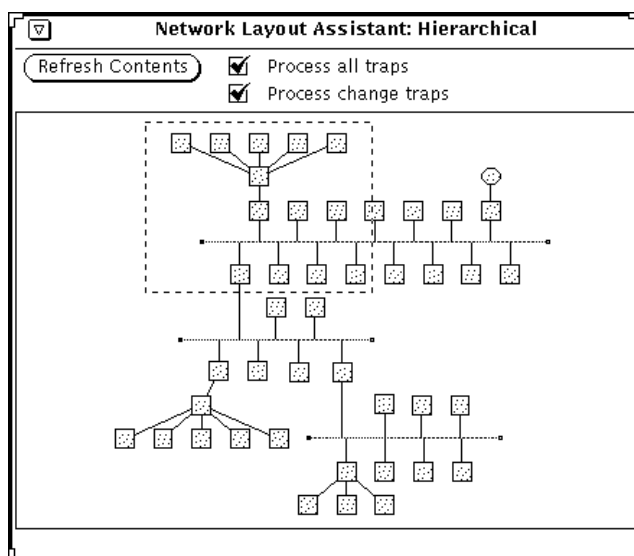 Network Layout Assistant: Hierarchical
Refresh Contents
Process all traps
Process change traps